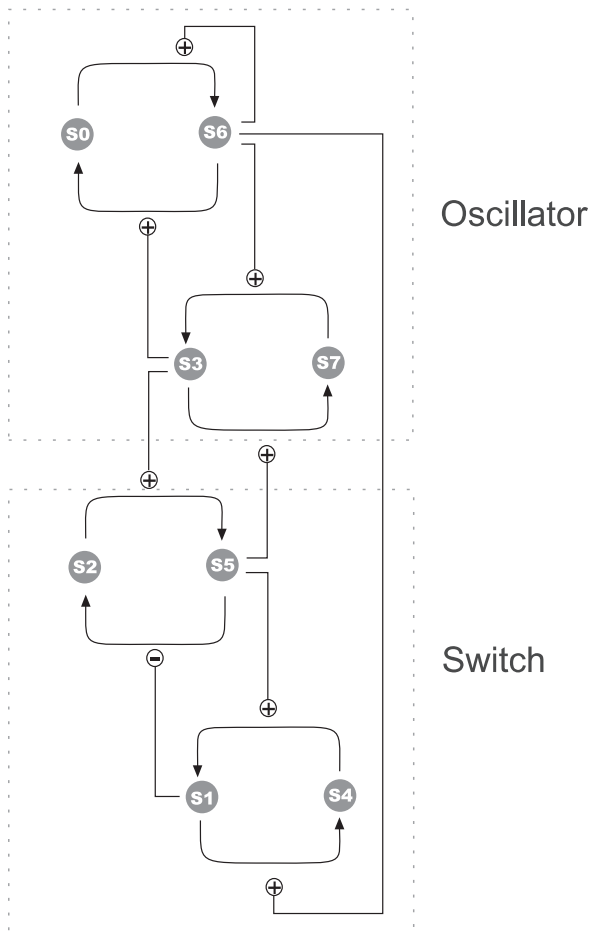 +
S0
S6
+
Oscillator
+
S3
S7
+
+
S2
S5
−
Switch
+
S1
S4
+